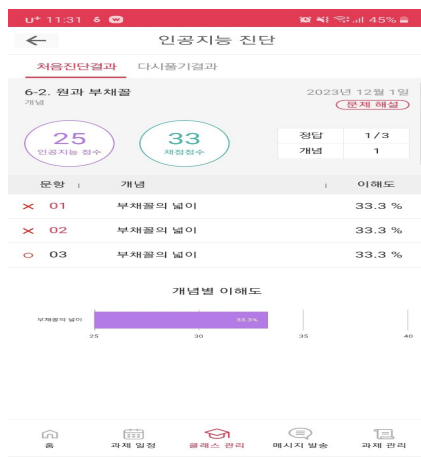 U+ 11:31 6 45%
인공지능 진단
처음진단결과 다시풀기결과
6-2. 원과 부채꼴 2023년 12월 1일
개념 문제 해설
25 인공지능 점수
33 채점점수
정답 1/3
개념 1
문항 개념 이해도
× 01 부채꼴의 넓이 33.3 %
× 02 부채꼴의 넓이 33.3 %
○ 03 부채꼴의 넓이 33.3 %
개념별 이해도
부채꼴의 넓이 33.3%
25 30 35 40
홈 과제 일정 클래스 관리 메시지 발송 과제 관리